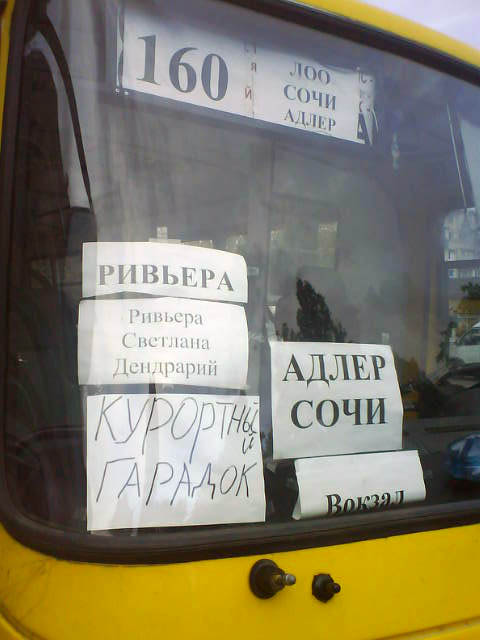 160
ЛОО
СОЧИ
АДЛЕР
РИВЬЕРА
Ривьера
Светлана
Дендрарий
КУРОРТНЫЙ
ГАРАДОК
АДЛЕР
СОЧИ
Вокзал